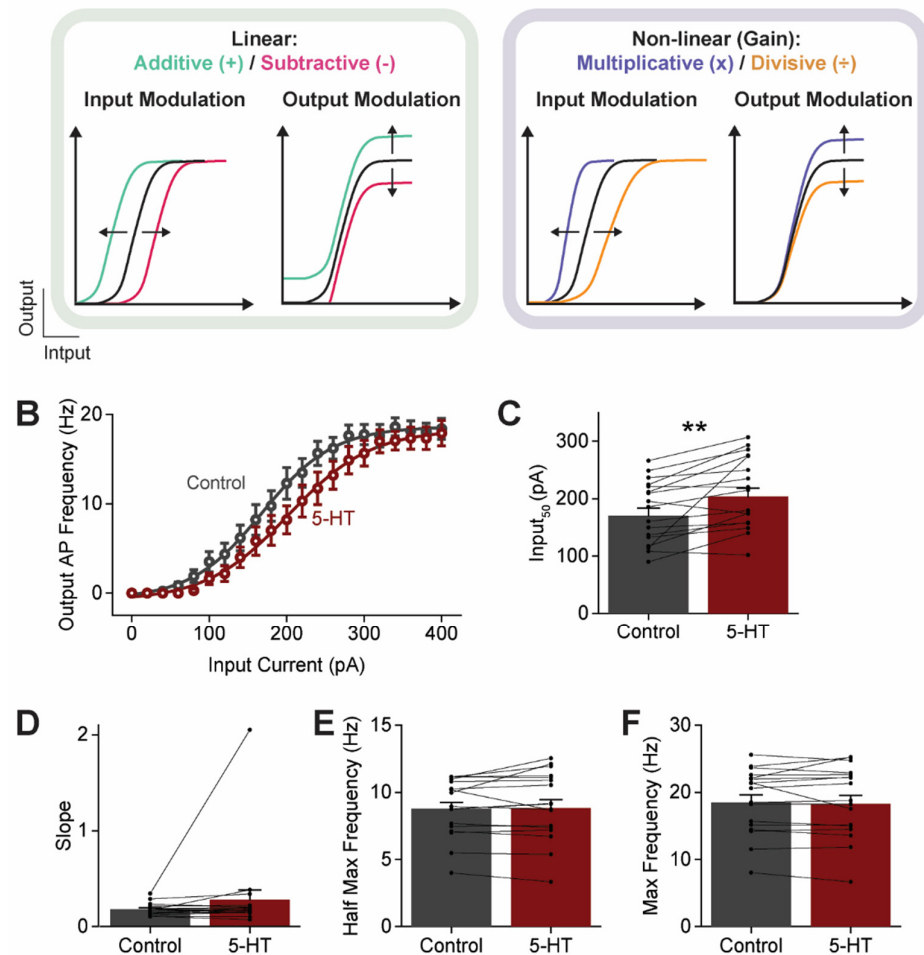 Linear:
Additive (+) / Subtractive (-)
Input Modulation
Output Modulation
Non-linear (Gain):
Multiplicative (x) / Divisive (÷)
Input Modulation
Output Modulation
Output
Intput
B
Output AP Frequency (Hz)
20
10
0
Control
5-HT
0
100
200
300
400
Input Current (pA)
C
**
Input50 (pA)
300
200
100
0
Control
5-HT
D
Slope
2
1
0
Control
5-HT
E
Half Max Frequency (Hz)
15
10
5
0
Control
5-HT
F
Max Frequency (Hz)
30
20
10
0
Control
5-HT